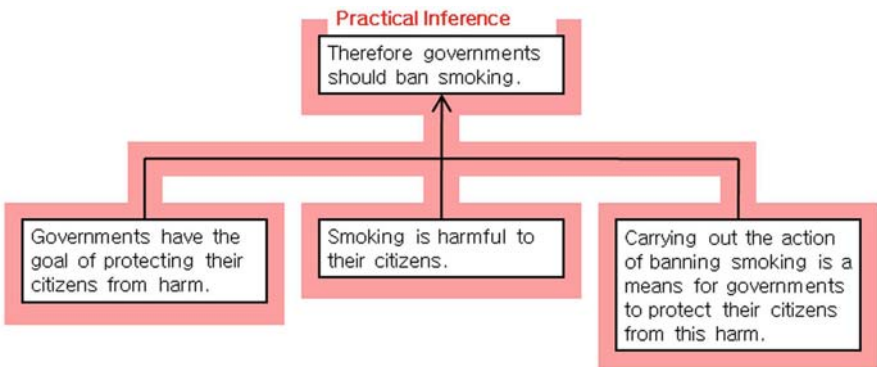 Practical Inference
Therefore governments
should ban smoking.
Governments have the
goal of protecting their
citizens from harm.
Smoking is harmful to
their citizens.
Carrying out the action
of banning smoking is a
means for governments
to protect their citizens
from this harm.